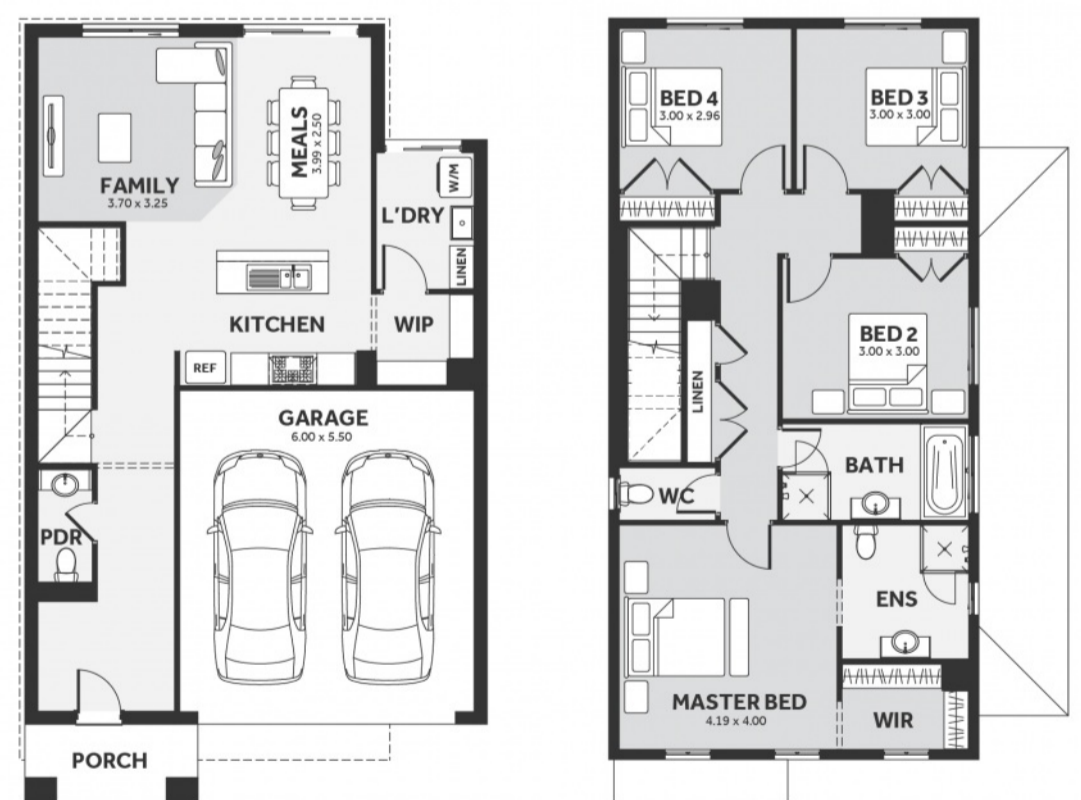 FAMILY
3.70 x 3.25
MEALS
3.99 x 2.50
W/M
L'DRY
LINEN
KITCHEN
WIP
REF
GARAGE
6.00 x 5.50
PDR
PORCH
BED 4
3.00 x 2.96
BED 3
3.00 x 3.00
BED 2
3.00 x 3.00
LINEN
BATH
WC
ENS
MASTER BED
4.19 x 4.00
WIR